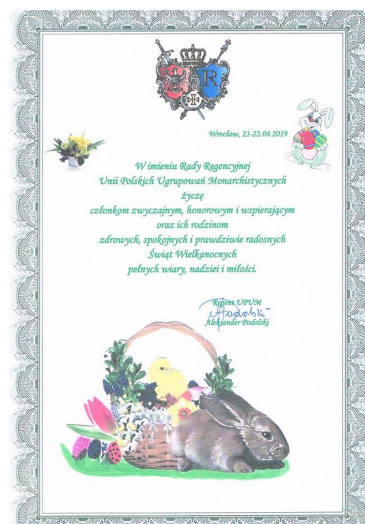 R
Wrocław, 21-22.04.2019
W imieniu Rady Regencyjnej
Unii Polskich Ugrupowań Monarchistycznych
życzę
członkom zwyczajnym, honorowym i wspierającym
oraz ich rodzinom
zdrowych, spokojnych i prawdziwie radosnych
Świąt Wielkanocnych
pełnych wiary, nadziei i miłości.
Regent UPUM
Aleksander Podolski